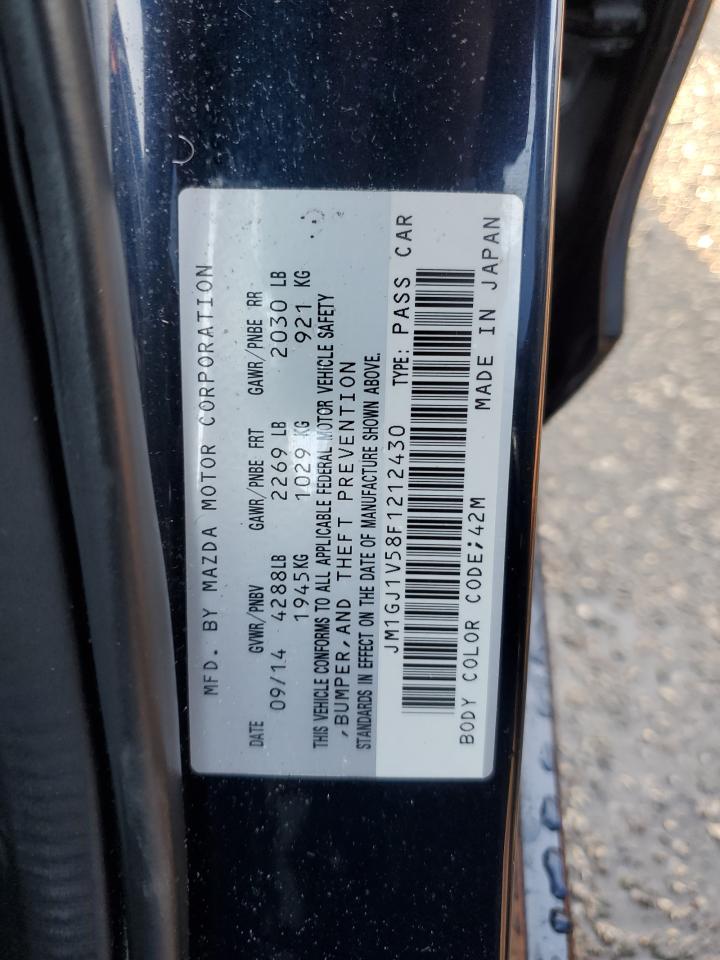 MFD. BY MAZDA MOTOR CORPORATION
DATE GVWR/PNBV GAWR/PNBE FRT GAWR/PNBE RR
09/14 4288LB 2269 LB 2030 LB
1945KG 1029 KG 921 KG
THIS VEHICLE CONFORMS TO ALL APPLICABLE FEDERAL MOTOR VEHICLE SAFETY
,BUMPER,AND THEFT PREVENTION
STANDARDS IN EFFECT ON THE DATE OF MANUFACTURE SHOWN ABOVE.
JM1GJ1V58F1212430 TYPE: PASS CAR
BODY COLOR CODE;42M MADE IN JAPAN